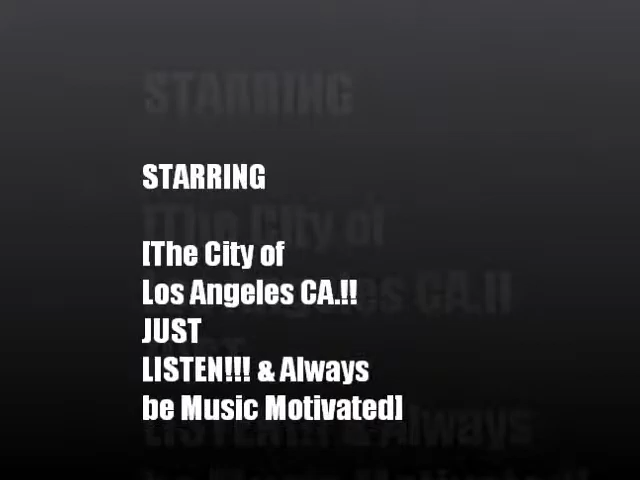 STARRING
[The City of
Los Angeles CA.!!
JUST
LISTEN!!! & Always
be Music Motivated]